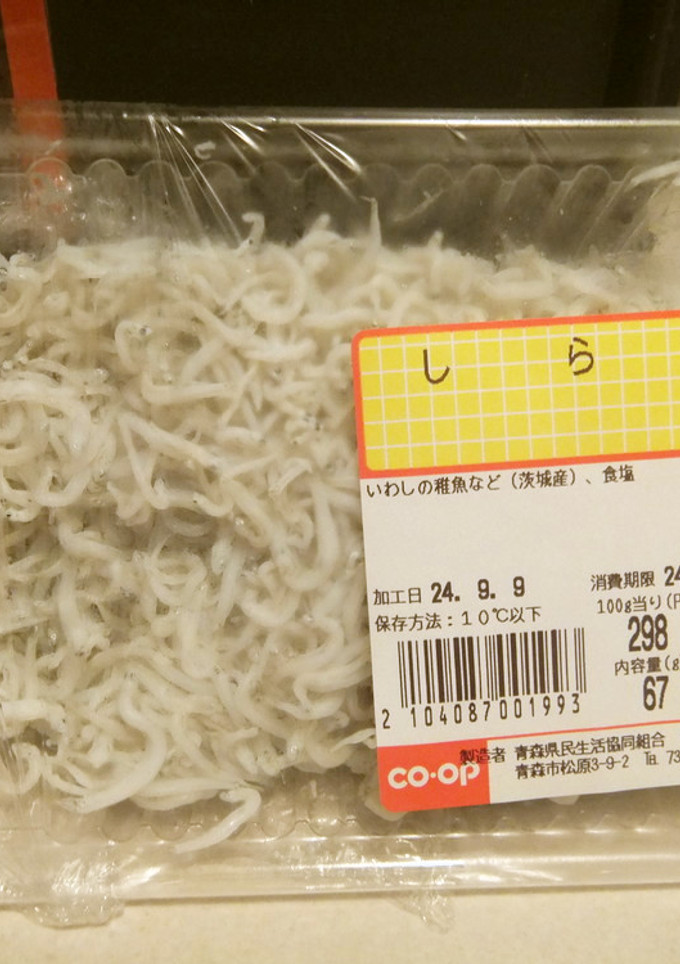 しら
いわしの稚魚など（茨城産）、食塩
加工日 24. 9. 9
消費期限 24
保存方法：１０℃以下
100g当り(円
298
内容量(g
67
2 104087001993
co·op
製造者 青森県民生活協同組合
青森市松原3-9-2 ℡ 73